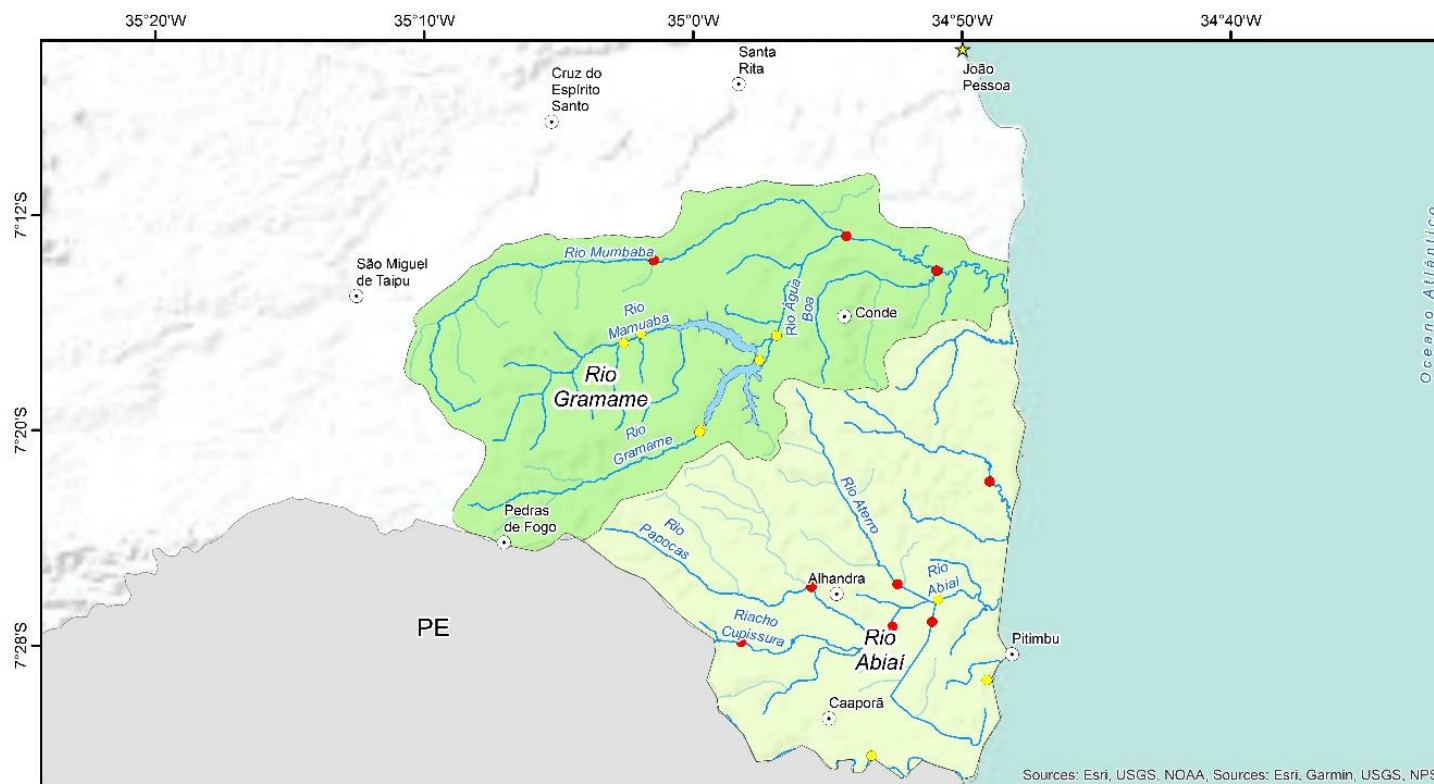 35°20'W
35°10'W
35°0'W
34°50'W
34°40'W
Santa
Rita
João
Pessoa
Cruz do
Espírito
Santo
7°12'S
Rio Mumbaba
São Miguel
de Taipu
Rio
Mamuaba
Rio Água
Boa
Conde
Oceano Atlântico
Rio
Gramame
7°20'S
Rio
Gramame
Pedras
de Fogo
Rio Aterro
Rio
Papocas
Alhandra
Rio
Abiaí
PE
7°28'S
Riacho
Cupissura
Rio
Abiaí
Pitimbu
Caaporã
Sources: Esri, USGS, NOAA, Sources: Esri, Garmin, USGS, NPS